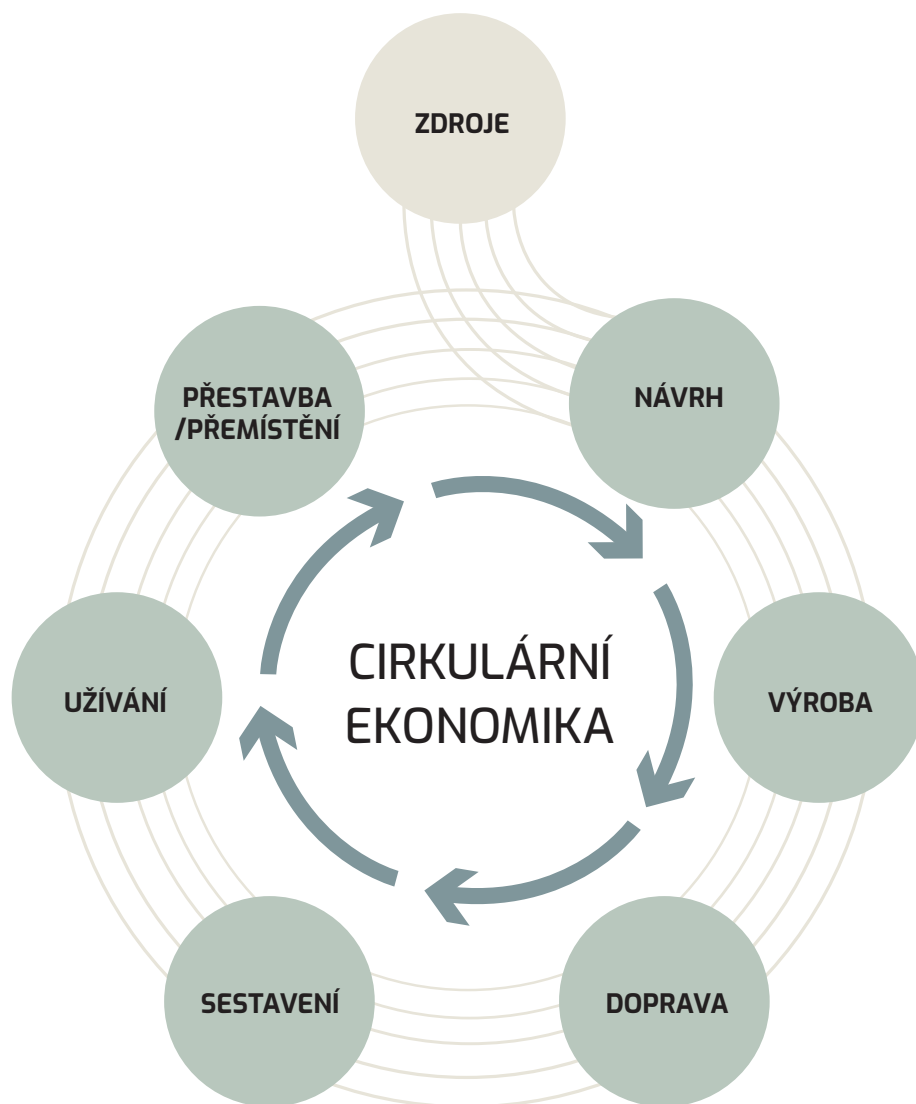 ZDROJE
PŘESTAVBA
/PŘEMÍSTĚNÍ
NÁVRH
CIRKULÁRNÍ
EKONOMIKA
UŽÍVÁNÍ
VÝROBA
SESTAVENÍ
DOPRAVA